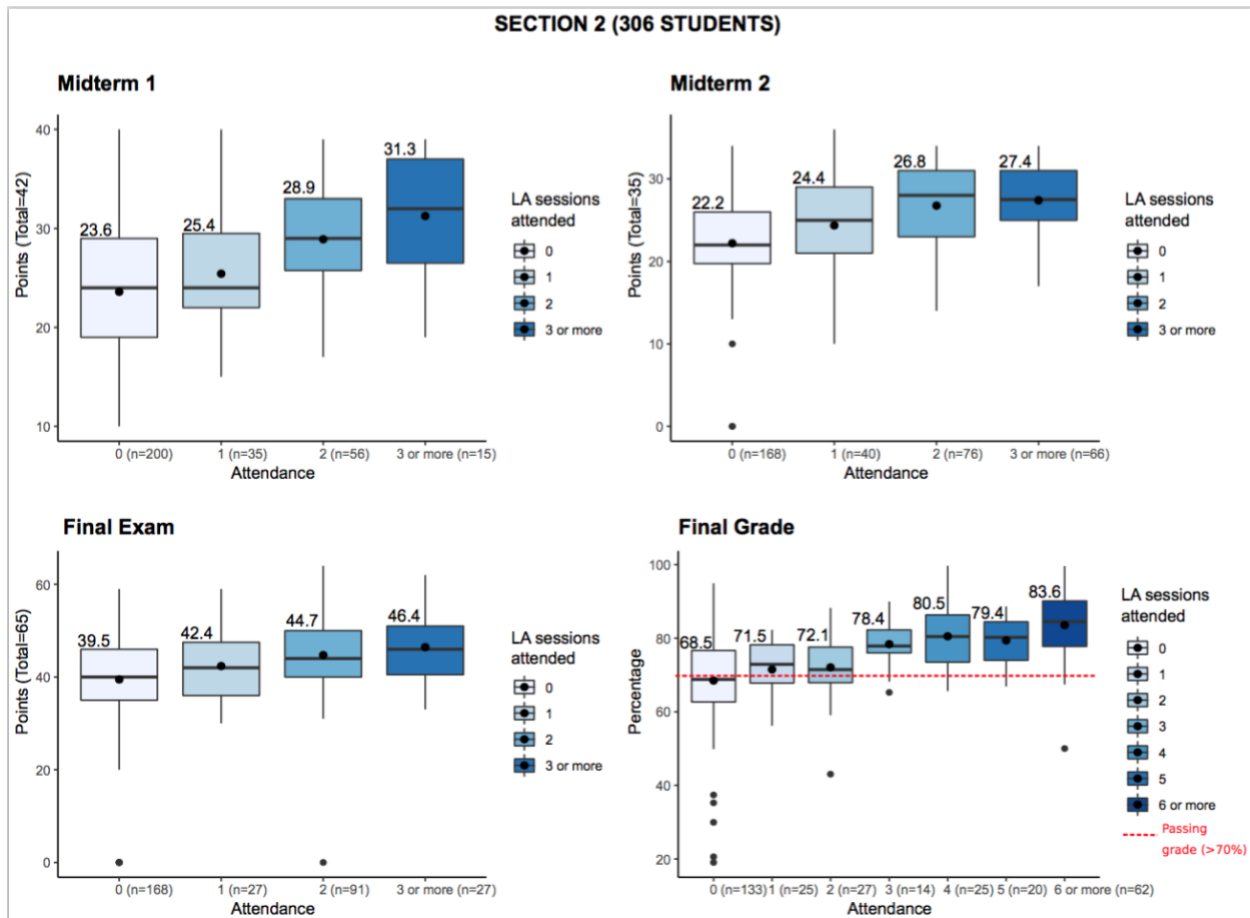 SECTION 2 (306 STUDENTS)
Midterm 1
Points (Total=42)
40
30
20
10
23.6
25.4
28.9
31.3
0 (n=200)
1 (n=35)
2 (n=56)
3 or more (n=15)
Attendance
LA sessions
attended
0
1
2
3 or more
Midterm 2
Points (Total=35)
30
20
10
0
22.2
24.4
26.8
27.4
0 (n=168)
1 (n=40)
2 (n=76)
3 or more (n=66)
Attendance
LA sessions
attended
0
1
2
3 or more
Final Exam
Points (Total=65)
60
40
20
0
39.5
42.4
44.7
46.4
0 (n=168)
1 (n=27)
2 (n=91)
3 or more (n=27)
Attendance
LA sessions
attended
0
1
2
3 or more
Final Grade
Percentage
100
80
60
40
20
68.5
71.5
72.1
78.4
80.5
79.4
83.6
0 (n=133)
1 (n=25)
2 (n=27)
3 (n=14)
4 (n=25)
5 (n=20)
6 or more (n=62)
Attendance
LA sessions
attended
0
1
2
3
4
5
6 or more
Passing
grade (>70%)